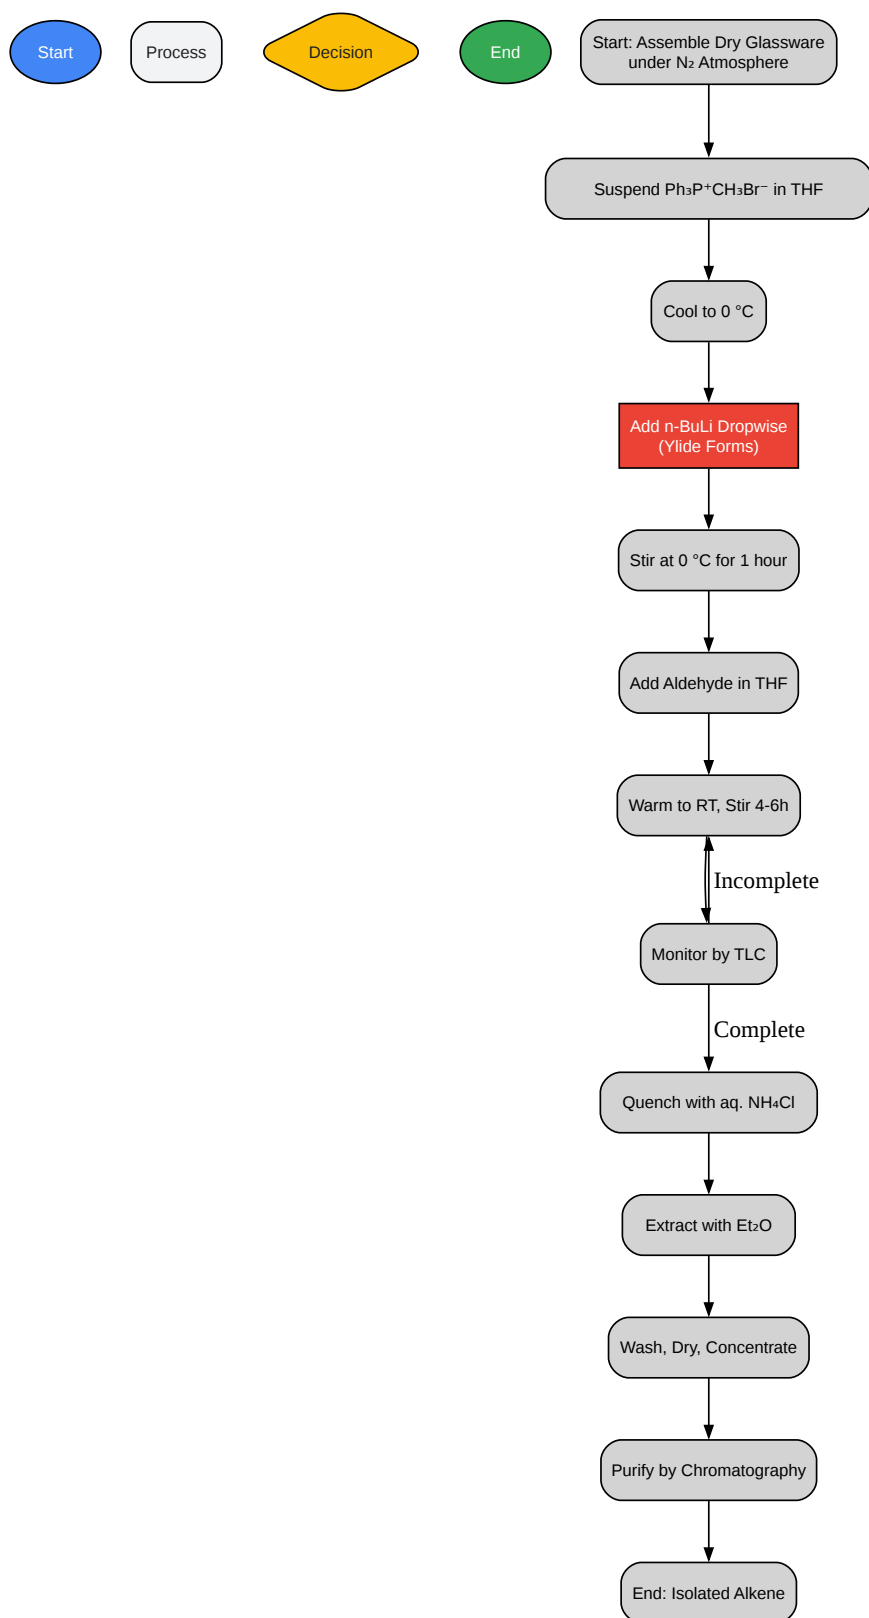 Start
Process
Decision
End
Start: Assemble Dry Glassware
under N₂ Atmosphere
Suspend Ph₃P⁺CH₃Br⁻ in THF
Cool to 0 °C
Add n-BuLi Dropwise
(Ylide Forms)
Stir at 0 °C for 1 hour
Add Aldehyde in THF
Warm to RT, Stir 4-6h
Incomplete
Monitor by TLC
Complete
Quench with aq. NH₄Cl
Extract with Et₂O
Wash, Dry, Concentrate
Purify by Chromatography
End: Isolated Alkene